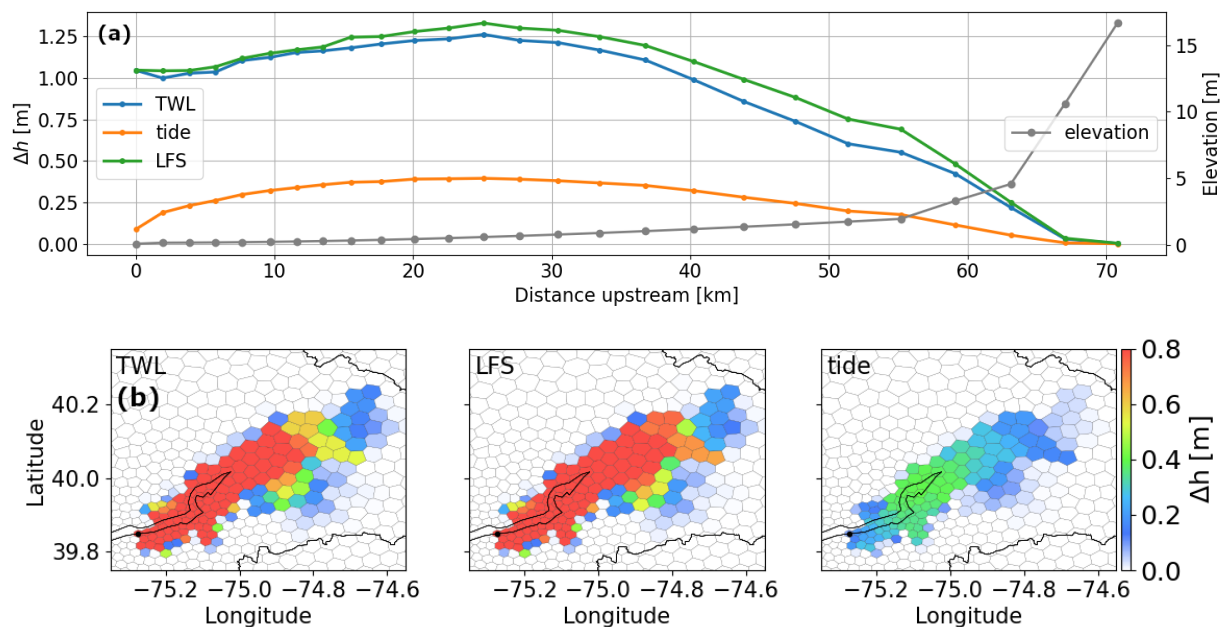 (a)
1.25
1.00
0.75
0.50
0.25
0.00
Δh [m]
TWL
tide
LFS
elevation
15
10
5
0
Elevation [m]
0 10 20 30 40 50 60 70
Distance upstream [km]
TWL LFS tide
(b)
40.2
40.0
39.8
Latitude
−75.2 −75.0 −74.8 −74.6 −75.2 −75.0 −74.8 −74.6 −75.2 −75.0 −74.8 −74.6
Longitude Longitude Longitude
0.8
0.6
0.4
0.2
0.0
Δh [m]